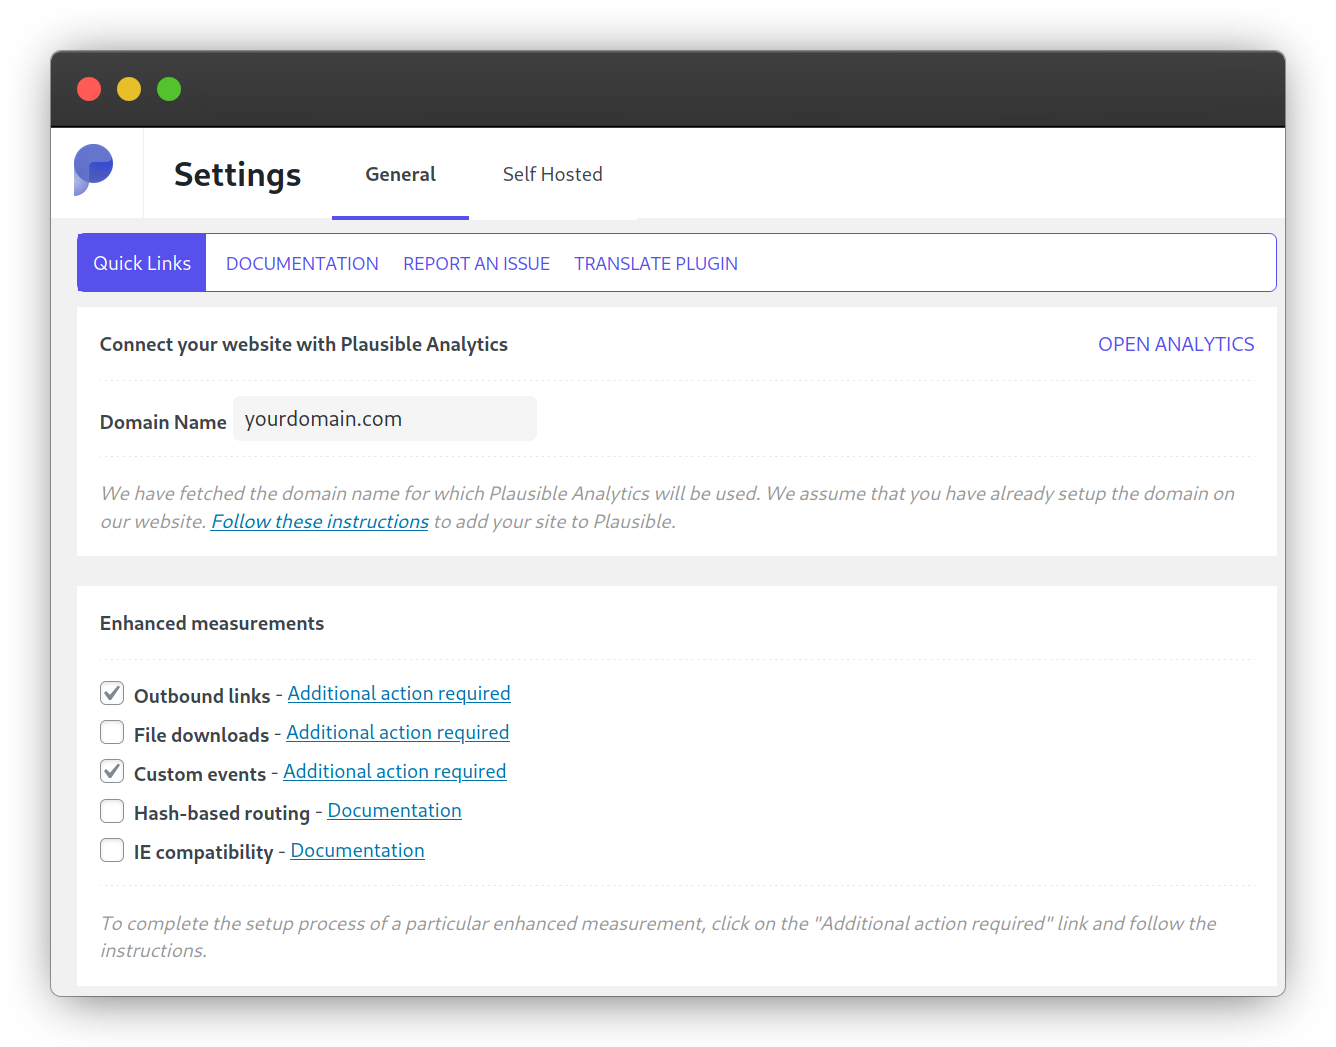 Settings General Self Hosted
Quick Links DOCUMENTATION REPORT AN ISSUE TRANSLATE PLUGIN
Connect your website with Plausible Analytics OPEN ANALYTICS
Domain Name yourdomain.com
We have fetched the domain name for which Plausible Analytics will be used. We assume that you have already setup the domain on
our website. Follow these instructions to add your site to Plausible.
Enhanced measurements
Outbound links - Additional action required
File downloads - Additional action required
Custom events - Additional action required
Hash-based routing - Documentation
IE compatibility - Documentation
To complete the setup process of a particular enhanced measurement, click on the "Additional action required" link and follow the
instructions.